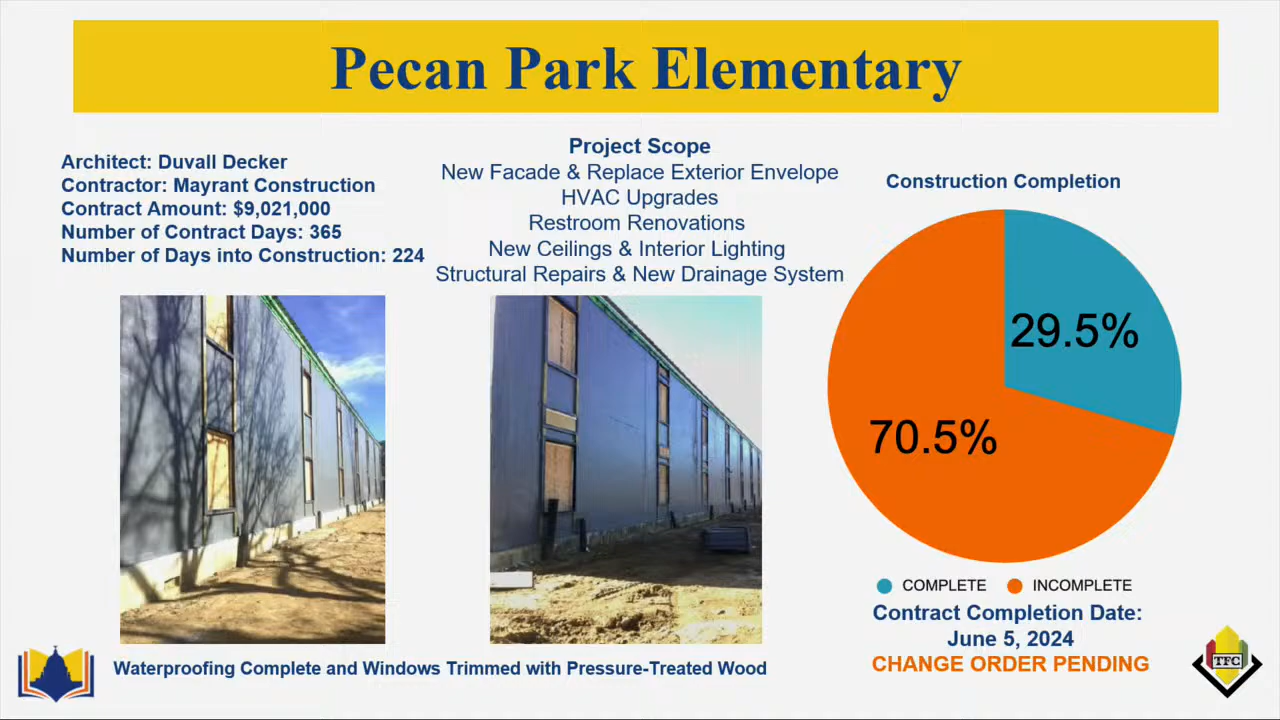 Pecan Park Elementary
Architect: Duvall Decker
Contractor: Mayrant Construction
Contract Amount: $9,021,000
Number of Contract Days: 365
Number of Days into Construction: 224
Project Scope
New Facade & Replace Exterior Envelope
HVAC Upgrades
Restroom Renovations
New Ceilings & Interior Lighting
Structural Repairs & New Drainage System
Construction Completion
29.5%
70.5%
COMPLETE INCOMPLETE
Contract Completion Date:
June 5, 2024
CHANGE ORDER PENDING
Waterproofing Complete and Windows Trimmed with Pressure-Treated Wood
TFC